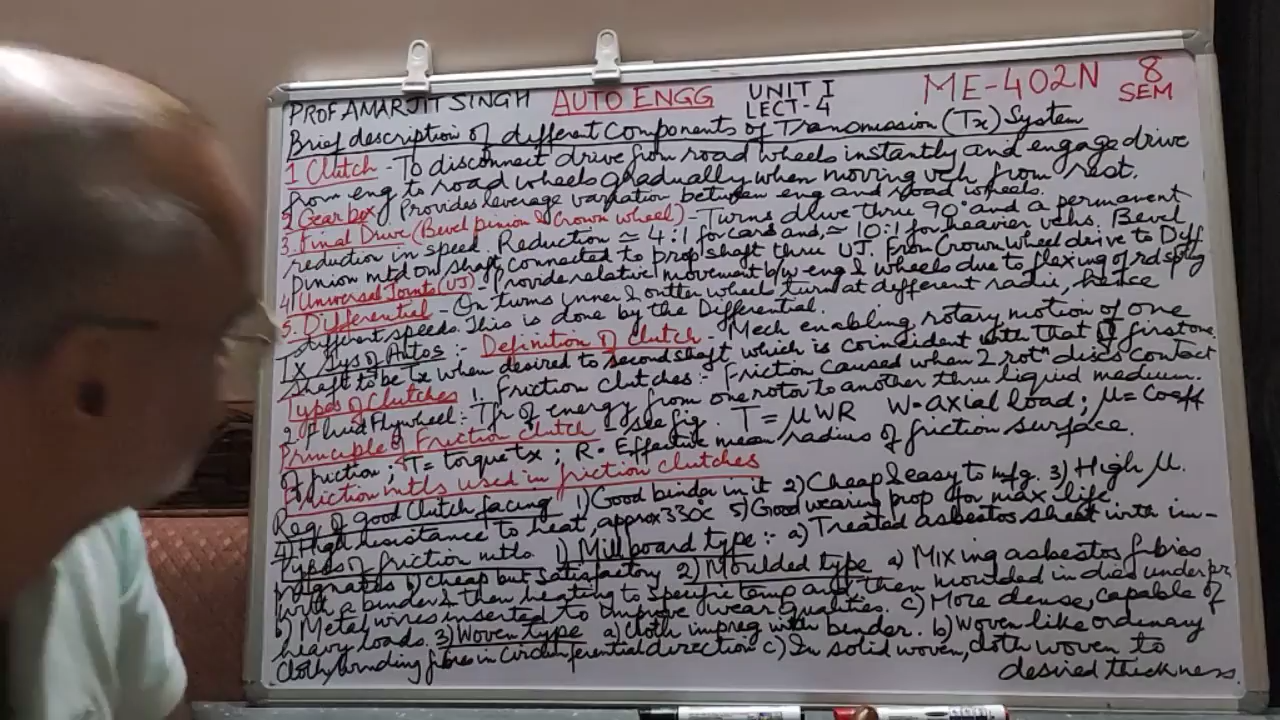 PROF AMARJIT SINGH AUTO ENGG UNIT I LECT-4 ME-402N 8 SEM
Brief description of different Components of Transmission (Tx) System
1 Clutch - To disconnect drive from road wheels instantly and engage drive
from eng to road wheels gradually when moving veh from rest.
2 Gear box Provides leverage variation between eng and road wheels.
3. Final Drive (Bevel pinion & Crown wheel) - Turns drive thru 90° and a permanent
reduction in speed. Reduction ≃ 4:1 for cars and, ≃ 10:1 for heavier vehs. Bevel
pinion mtd on shaft connected to prop shaft thru UJ. From Crown wheel drive to Diff
4 Universal Joints (UJ) - Provide relative movement b/w eng & wheels due to flexing of rd spg
5. Differential - On turns inner & outter wheel turn at different radii, hence
different speeds. This is done by the Differential.
Tx Sys of Autos :- Definition of Clutch - Mech enabling rotary motion of one
shaft to be tx when desired to second shaft, which is coincident with that of first one.
Types of Clutches 1. Friction Clutches :- Friction caused when 2 rotⁿ discs contact
2. Fluid Flywheel :- Tfr of energy from one rotor to another thru liquid medium.
Principle of Friction Clutch see fig. T = μWR W = axial load; μ = Coeff
of friction; T = torque tx; R = Effective mean radius of friction surface.
Friction mtls used in friction clutches
Req of good Clutch facing 1) Good binder in it 2) Cheap & easy to mfg. 3) High μ.
4) High resistance to heat, approx 330°c 5) Good wearing prop for max life
Types of friction mtls 1) Mill board type :- a) Treated asbestos sheet with im-
pregnates b) cheap but satisfactory 2) Moulded type a) Mixing asbestos fibres
with a binder & then heating to specific temp and then moulded in dies under pr
b) Metal wires inserted to improve wear qualities. c) More dense, capable of
heavy loads. 3) Woven type a) Cloth impreg with binder. b) Woven like ordinary
cloth, bonding fibres in circumferential direction c) In solid woven, cloth woven to
desired thickness.